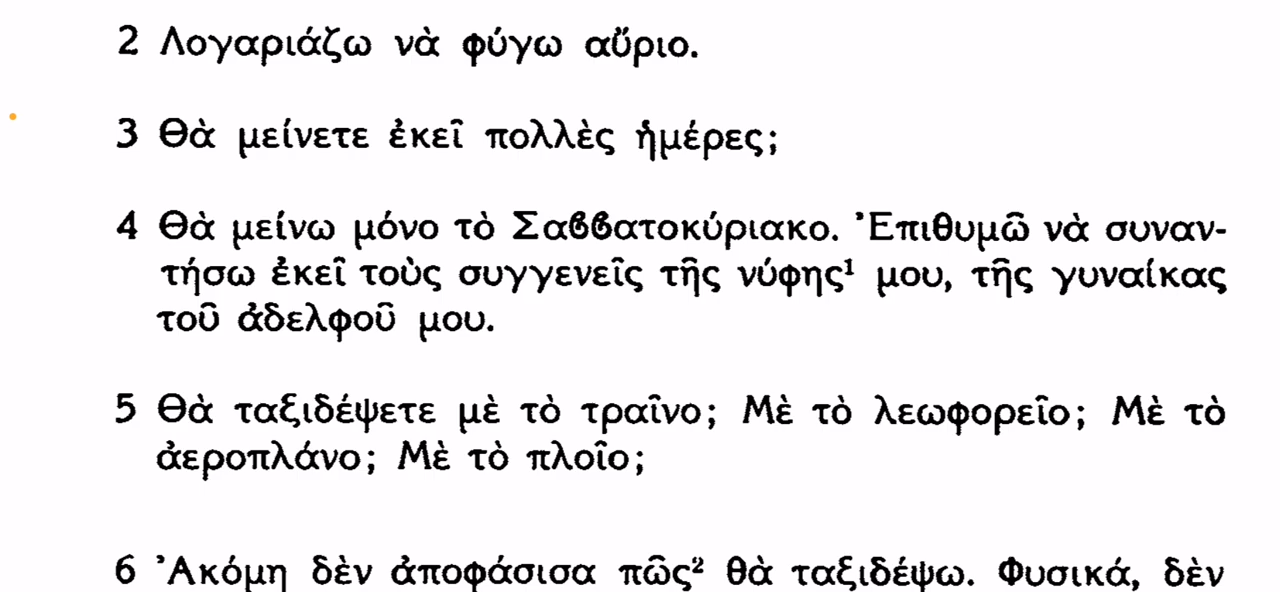 2 Λογαριάζω νὰ φύγω αὔριο.
3 Θὰ μείνετε ἐκεῖ πολλὲς ἡμέρες;
4 Θὰ μείνω μόνο τὸ Σαββατοκύριακο. Ἐπιθυμῶ νὰ συναν-
τήσω ἐκεῖ τοὺς συγγενεῖς τῆς νύφης¹ μου, τῆς γυναίκας
τοῦ ἀδελφοῦ μου.
5 Θὰ ταξιδέψετε μὲ τὸ τραῖνο; Μὲ τὸ λεωφορεῖο; Μὲ τὸ
ἀεροπλάνο; Μὲ τὸ πλοῖο;
6 Ἀκόμη δὲν ἀποφάσισα πῶς² θὰ ταξιδέψω. Φυσικά, δὲν